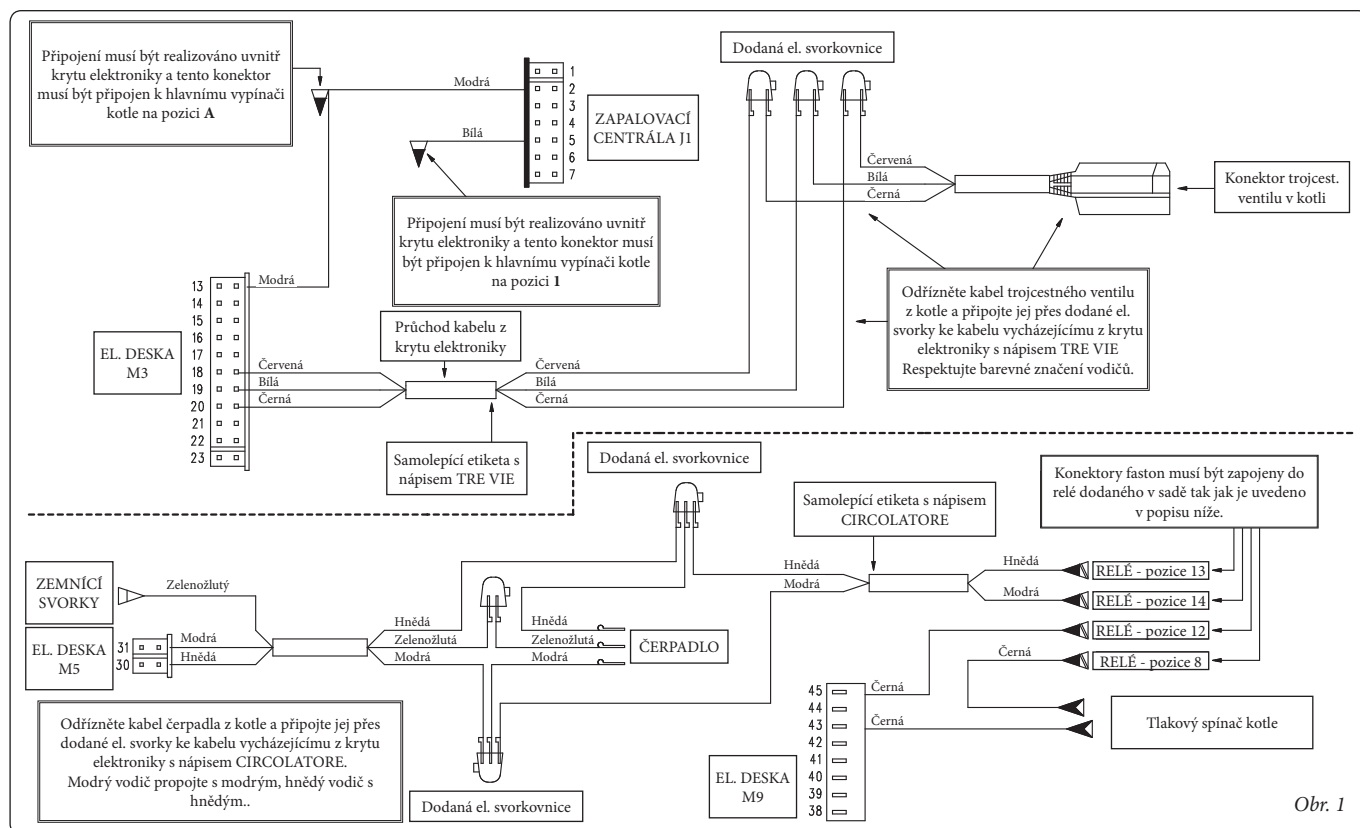 Připojení musí být realizováno uvnitř
krytu elektroniky a tento konektor
musí být připojen k hlavnímu vypínači
kotle na pozici A
Modrá
Bílá
1
2
3
4
5
6
7
ZAPALOVACÍ
CENTRÁLA J1
Připojení musí být realizováno uvnitř
krytu elektroniky a tento konektor musí
být připojen k hlavnímu vypínači kotle
na pozici 1
Dodaná el. svorkovnice
Červená
Bílá
Černá
Konektor trojcest.
ventilu v kotli
Odřízněte kabel trojcestného ventilu
z kotle a připojte jej přes dodané el.
svorky ke kabelu vycházejícímu z krytu
elektroniky s nápisem TRE VIE
Respektujte barevné značení vodičů.
EL. DESKA
M3
13
14
15
16
17
18
19
20
21
22
23
Modrá
Červená
Bílá
Černá
Průchod kabelu z
krytu elektroniky
Samolepící etiketa s
nápisem TRE VIE
Červená
Bílá
Černá
Dodaná el. svorkovnice
Samolepící etiketa s nápisem
CIRCOLATORE
Konektory faston musí být zapojeny do
relé dodaného v sadě tak jak je uvedeno
v popisu níže.
ZEMNÍCÍ
SVORKY
Zelenožlutý
EL. DESKA
M5
31
30
Modrá
Hnědá
Hnědá
Zelenožlutá
Modrá
Hnědá
Zelenožlutá
Modrá
ČERPADLO
Hnědá
Modrá
Hnědá
Modrá
RELÉ - pozice 13
RELÉ - pozice 14
RELÉ - pozice 12
RELÉ - pozice 8
Černá
Černá
Černá
Tlakový spínač kotle
45
44
43
42
41
40
39
38
EL. DESKA
M9
Odřízněte kabel čerpadla z kotle a připojte jej přes
dodané el. svorky ke kabelu vycházejícímu z krytu
elektroniky s nápisem CIRCOLATORE.
Modrý vodič propojte s modrým, hnědý vodič s
hnědým..
Dodaná el. svorkovnice
Obr. 1